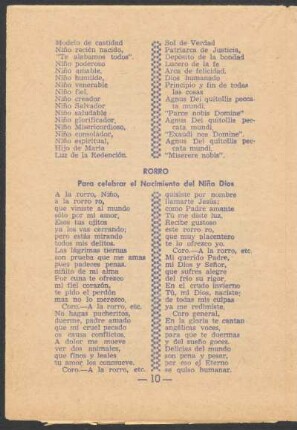 Modelo de castidad
Niño recién nacido,
"Te alabamos todos".
Niño poderoso
Niño amable,
Niño humilde,
Niño venerable
Niño fiel,
Niño creador
Niño Salvador
Niño saludable
Niño glorificador,
Niño Misericordioso,
Niño consolador,
Niño espiritual,
Hijo de María
Luz de la Redención.
Sol de Verdad
Patriarca de Justicia,
Depósito de la bondad
Lucero de la fe
Arca de felicidad,
Dios humanado
Principio y fin de todas
las cosas
Agnus Dei quitollis pecca-
ta mundi,
"Parce nobis Domine"
Agnus Dei quitollis pec-
cata mundi,
"Exaudi nos Domine".
Agnus Dei quitollis pec-
cata mundi,
"Miserere nobis".
RORRO
Para celebrar el Nacimiento del Niño Dios
A la rorro, Niño,
a la rorro ro,
que viniste al mundo
sólo por mi amor;
Esos tus ojitos
ya los vas cerrando;
pero estás mirando
todos mis delitos.
Las lágrimas tiernas
son prueba que me amas
pues padeces penas
niñito de mi alma
Por cuna te ofrezco
mi fiel corazón,
te pido el perdón
mas no lo merezco.
Coro.—A la rorro, etc.
No hagas pucheritos,
duerme, padre amado
que mi cruel pecado
os causa conflictos.
A dolor me mueve
ver dos animales,
que finos y leales
tu amor les conmueve.
Coro.—A la rorro, etc.
quisiste por nombre
llamarte Jesús:
como Padre amante
Tú me diste luz,
Recibe gustoso
este rorro ro,
que muy placentero
te lo ofrezco yo.
Coro.—A la rorro, etc.
Mi querido Padre,
mi Dios y Señor,
que sufres alegre
del frío su rigor.
En el crudo invierno
Tú, mi Dios, naciste;
de todas mis culpas
ya me redimiste.
Coro general,
En la gloria te cantan
angélicas voces,
para que te duermas
y del sueño goces.
Delicias del mundo
son pena y pesar,
por eso el Eterno
se quiso humanar.
— 10 —